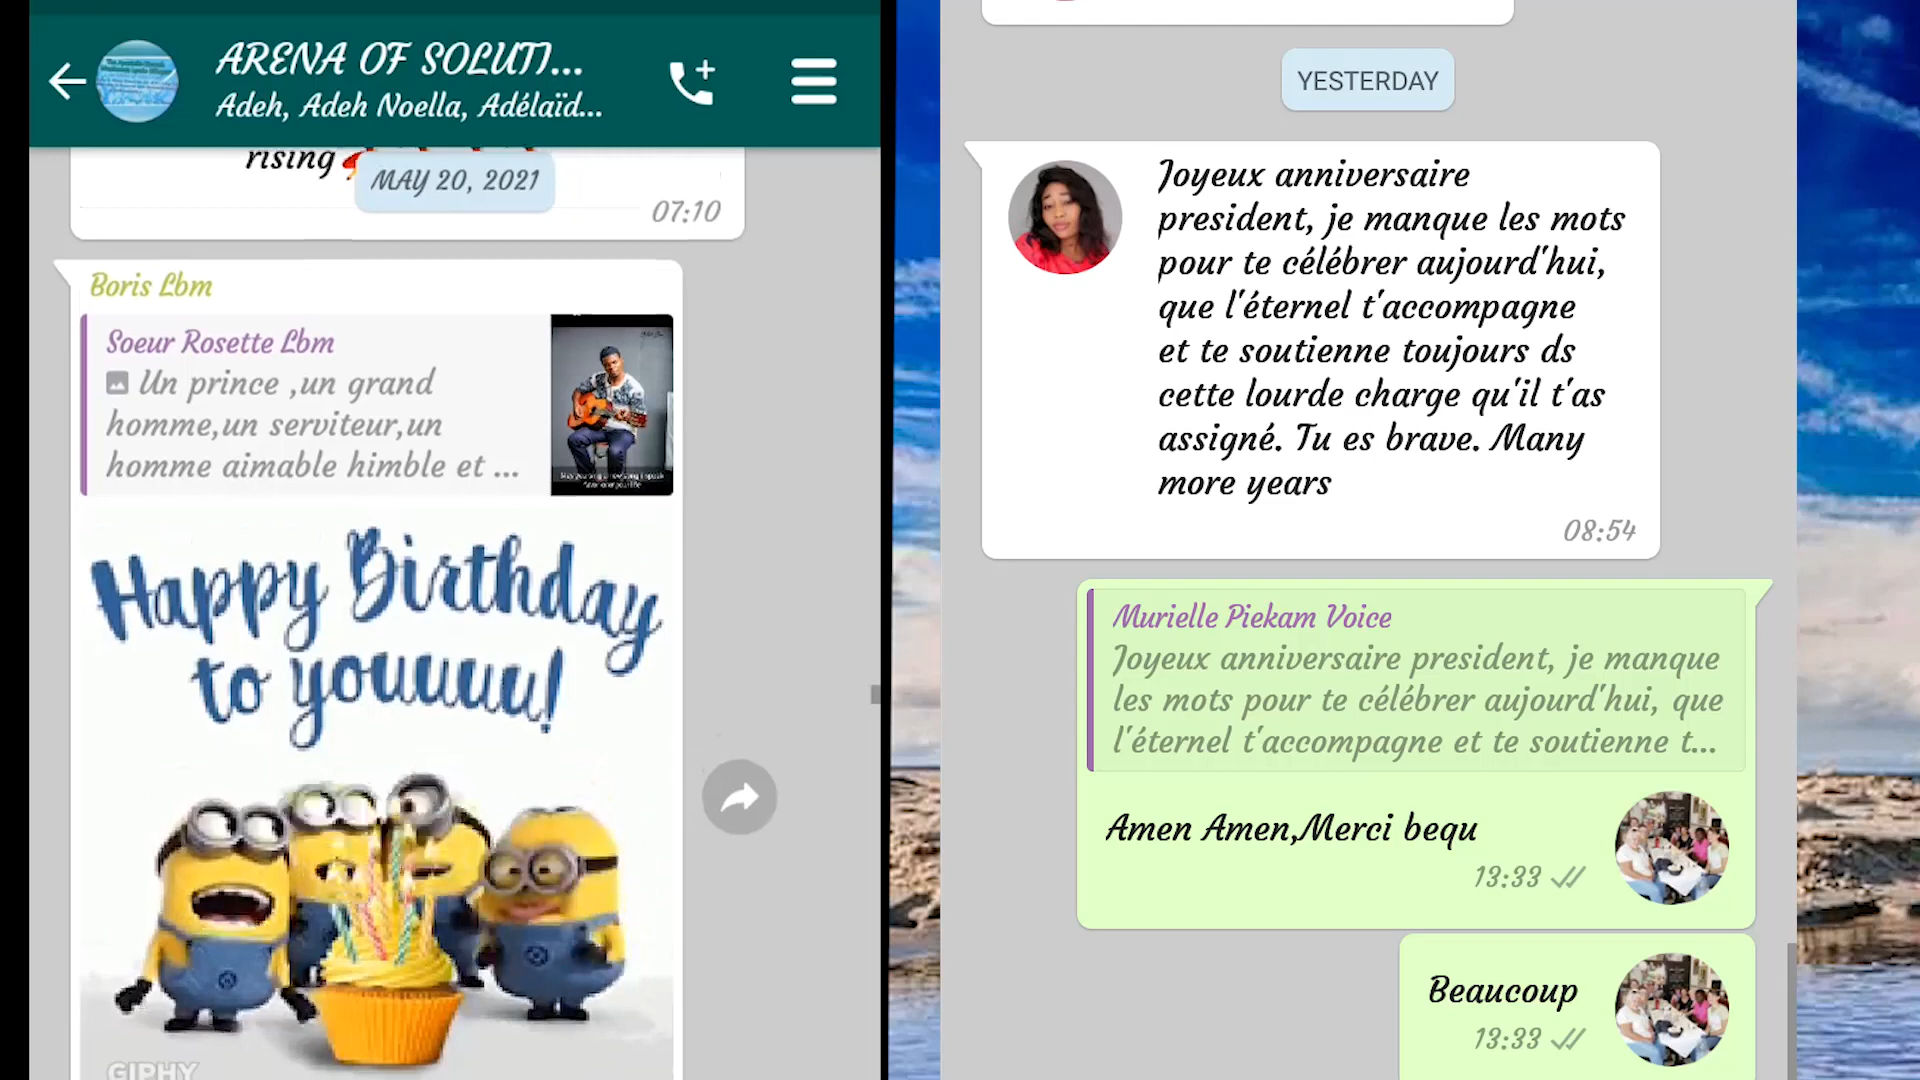 ARENA OF SOLUTI...
Adeh, Adeh Noella, Adélaïd...
rising
MAY 20, 2021
07:10
Boris Lbm
Soeur Rosette Lbm
Un prince ,un grand
homme,un serviteur,un
homme aimable himble et ...
Happy Birthday
to youuuu!
GIPHY
YESTERDAY
Joyeux anniversaire
president, je manque les mots
pour te célébrer aujourd'hui,
que l'éternel t'accompagne
et te soutienne toujours ds
cette lourde charge qu'il t'as
assigné. Tu es brave. Many
more years
08:54
Murielle Piekam Voice
Joyeux anniversaire president, je manque
les mots pour te célébrer aujourd'hui, que
l'éternel t'accompagne et te soutienne t...
Amen Amen,Merci bequ
13:33
Beaucoup
13:33